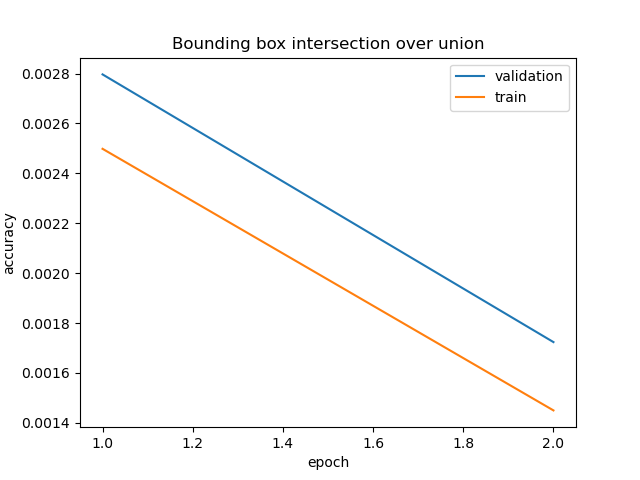 Bounding box intersection over union
validation
train
0.0028
0.0026
0.0024
0.0022
0.0020
0.0018
0.0016
0.0014
accuracy
1.0 1.2 1.4 1.6 1.8 2.0
epoch